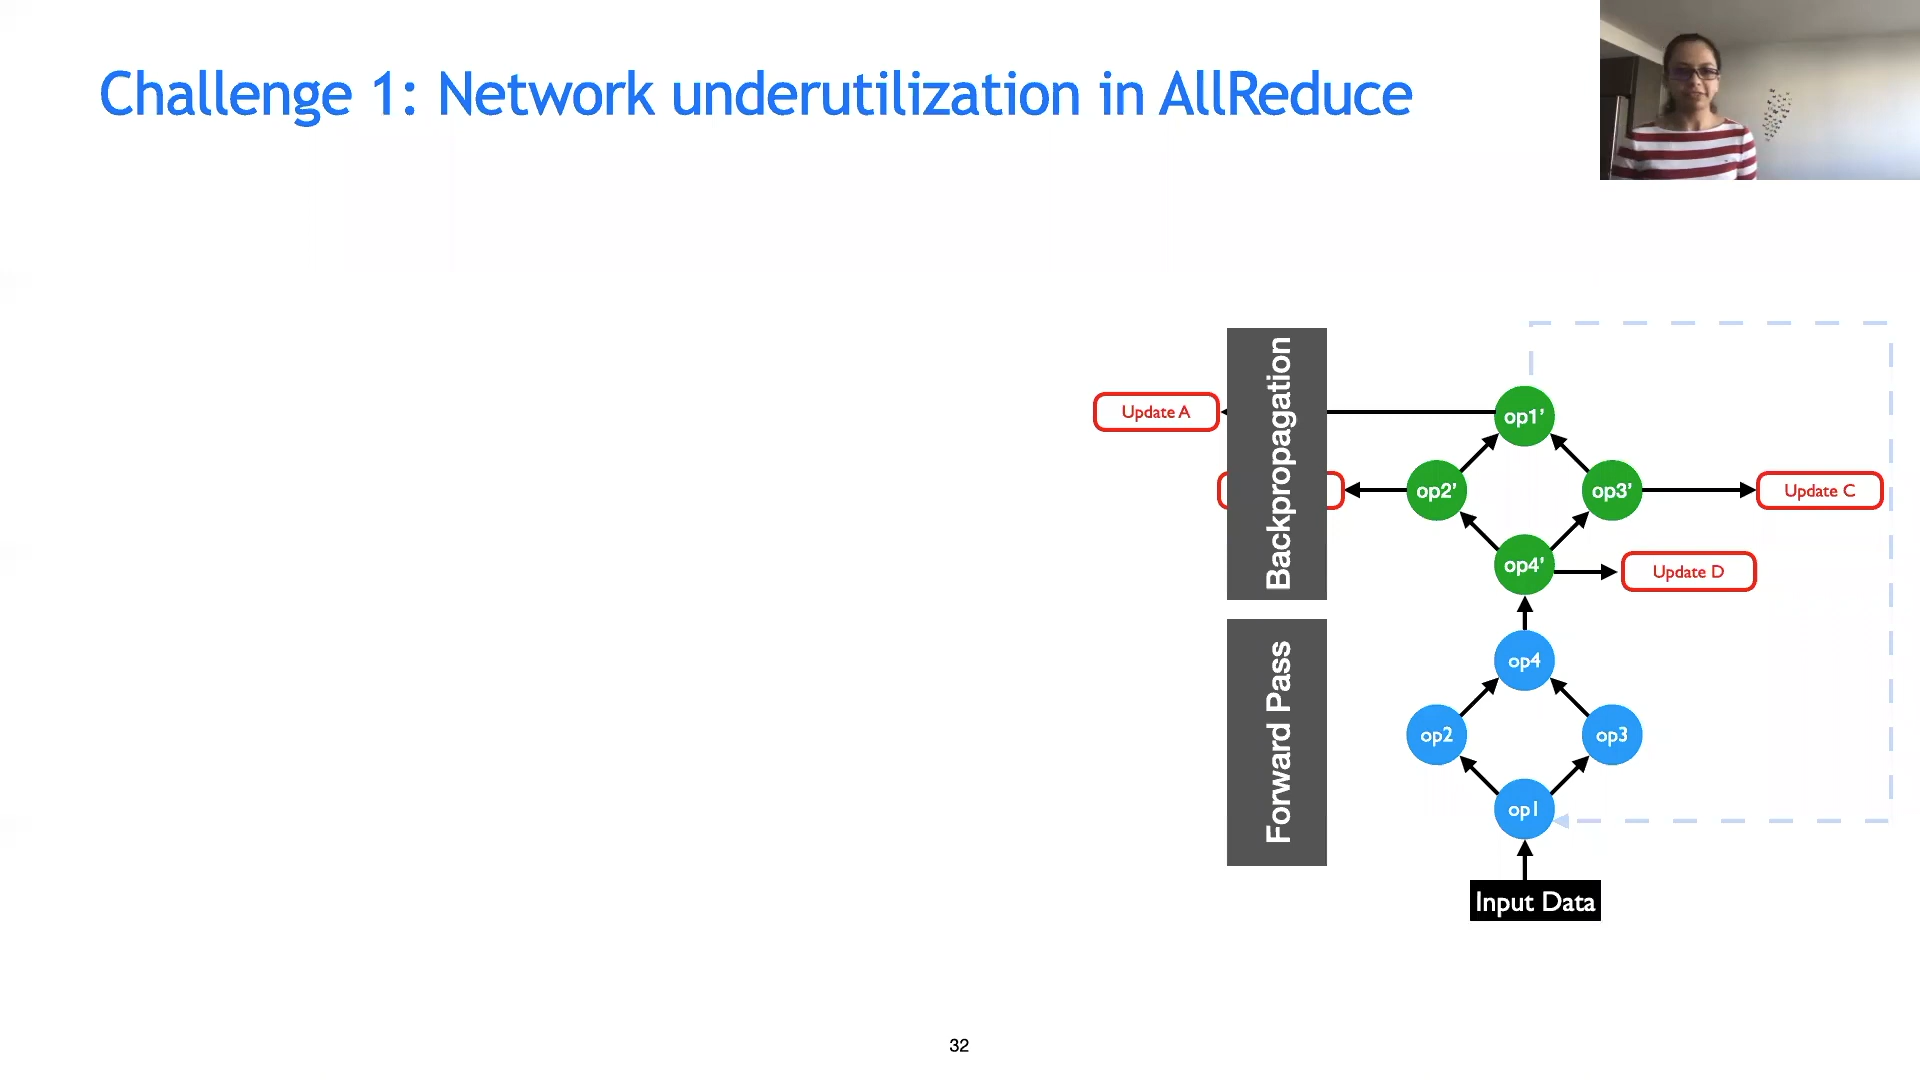 Challenge 1: Network underutilization in AllReduce
Backpropagation
Update A
op1'
op2'
op3'
Update C
op4'
Update D
Forward Pass
op4
op2
op3
op1
Input Data
32